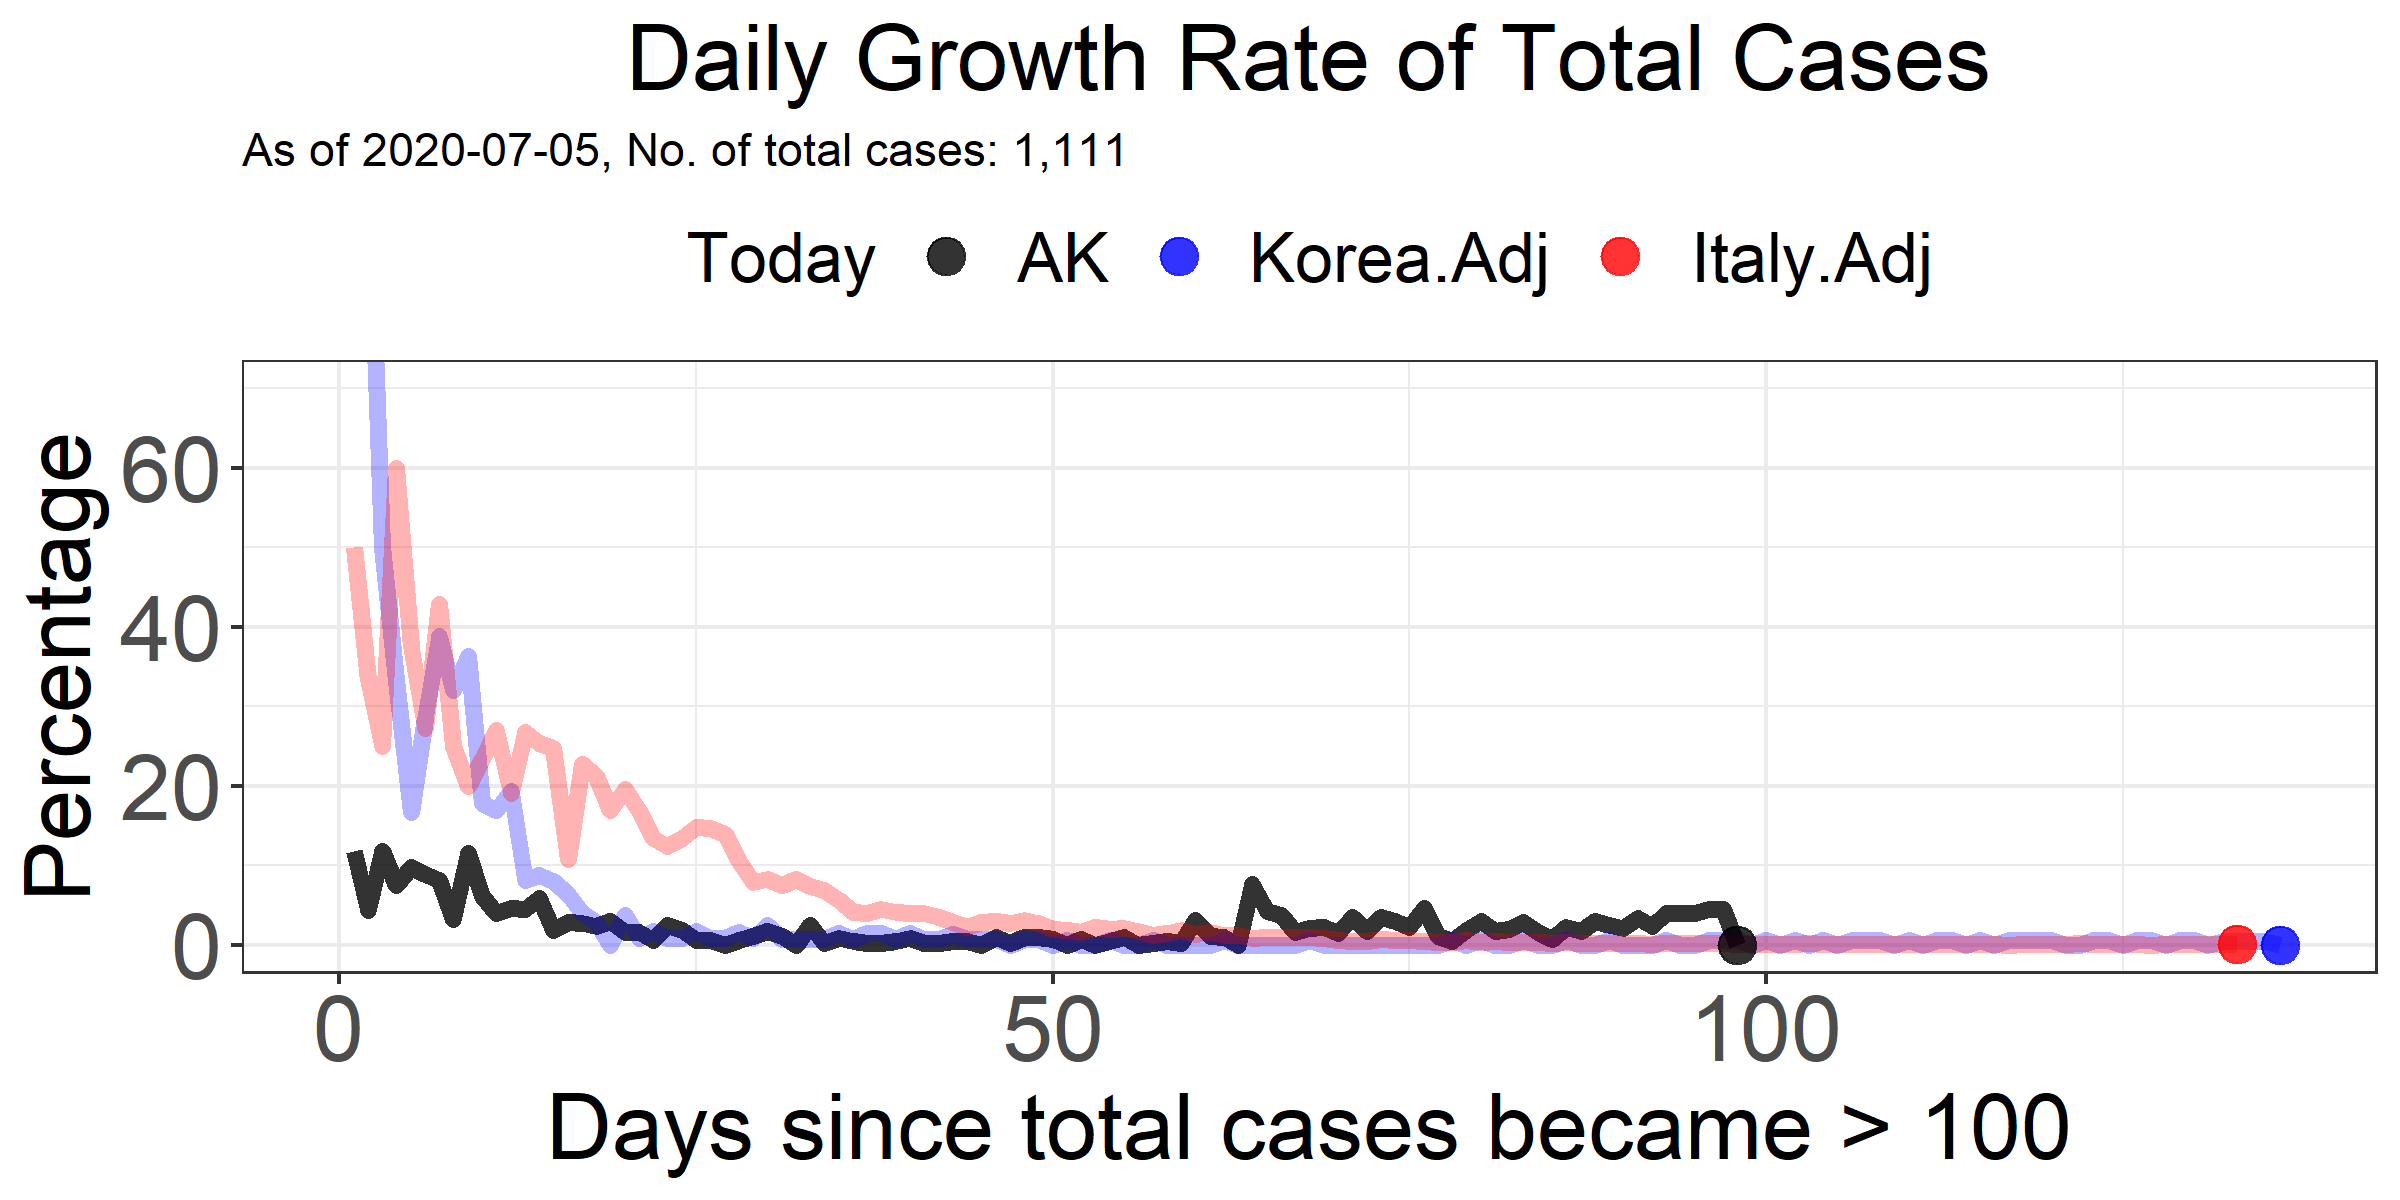 Daily Growth Rate of Total Cases
As of 2020-07-05, No. of total cases: 1,111
Today AK Korea.Adj Italy.Adj
Percentage
60
40
20
0
0 50 100
Days since total cases became > 100